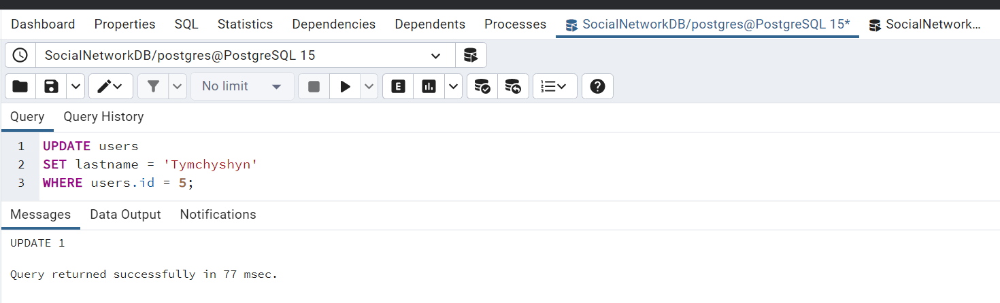 Dashboard Properties SQL Statistics Dependencies Dependents Processes SocialNetworkDB/postgres@PostgreSQL 15* SocialNetwork...
SocialNetworkDB/postgres@PostgreSQL 15
No limit E
Query Query History
1 UPDATE users
2 SET lastname = 'Tymchyshyn'
3 WHERE users.id = 5;
Messages Data Output Notifications
UPDATE 1
Query returned successfully in 77 msec.